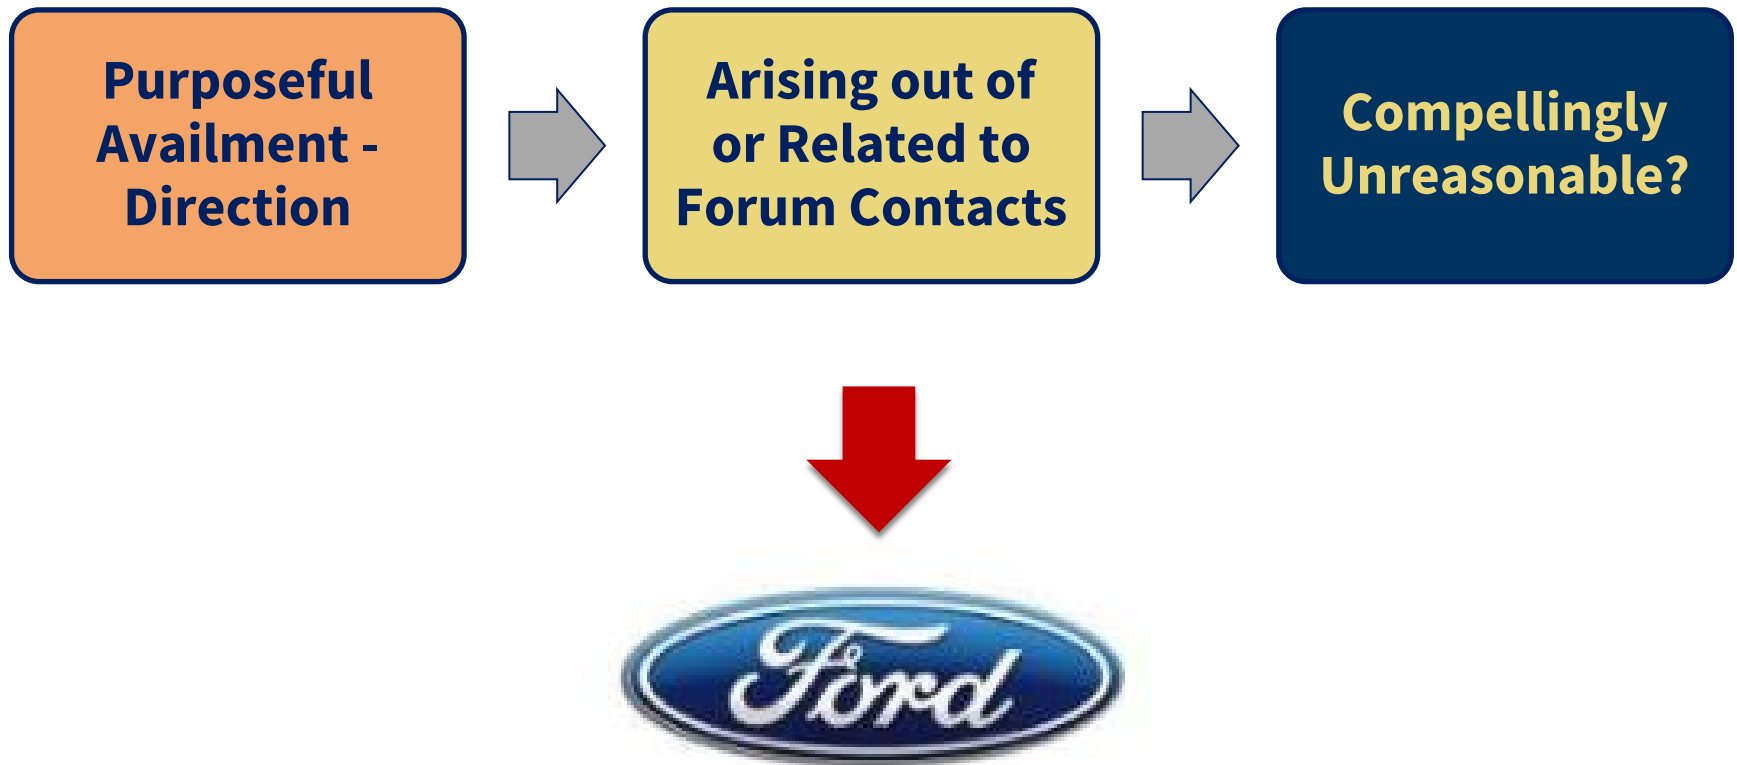 Purposeful
Availment -
Direction
Arising out of
or Related to
Forum Contacts
Compellingly
Unreasonable?
Ford